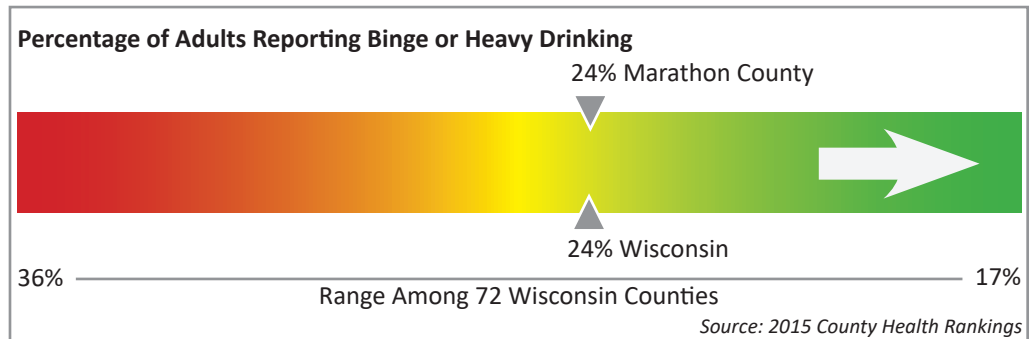 Percentage of Adults Reporting Binge or Heavy Drinking
24% Marathon County
24% Wisconsin
36% 17%
Range Among 72 Wisconsin Counties
Source: 2015 County Health Rankings